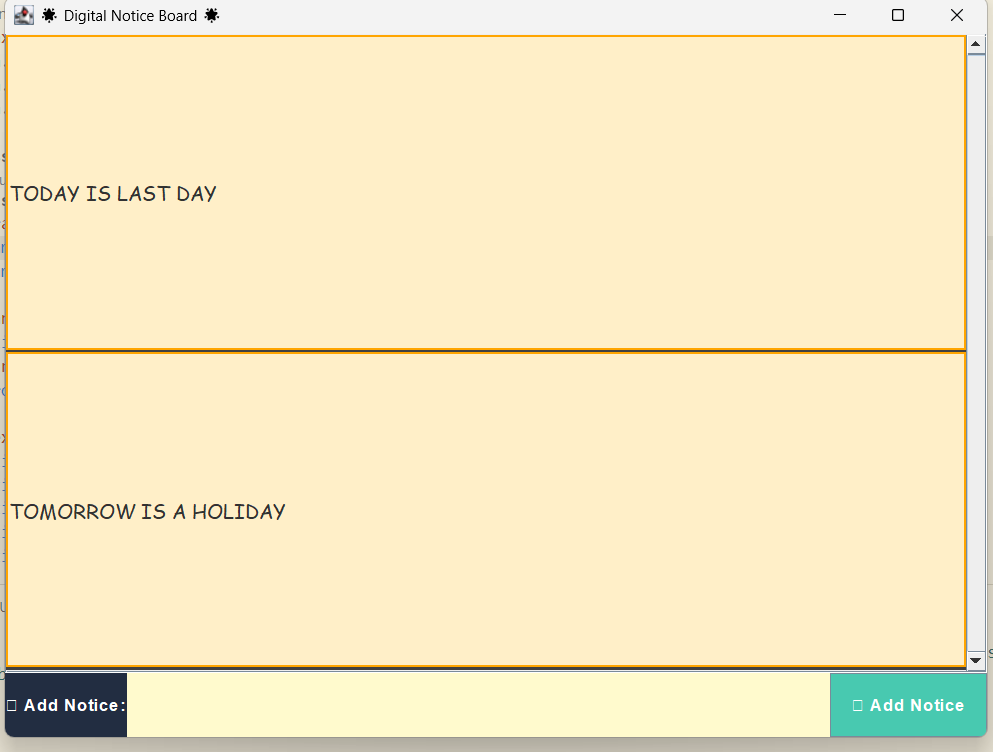 Digital Notice Board
TODAY IS LAST DAY
TOMORROW IS A HOLIDAY
Add Notice:
Add Notice